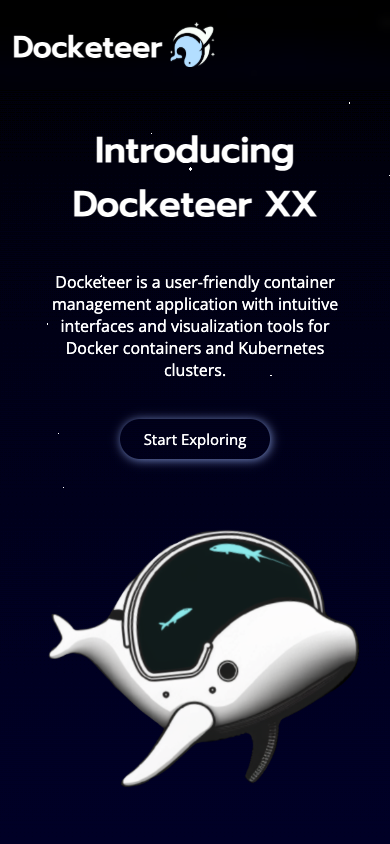 Docketeer
Introducing
Docketeer XX
Docketeer is a user-friendly container
management application with intuitive
interfaces and visualization tools for
Docker containers and Kubernetes
clusters.
Start Exploring